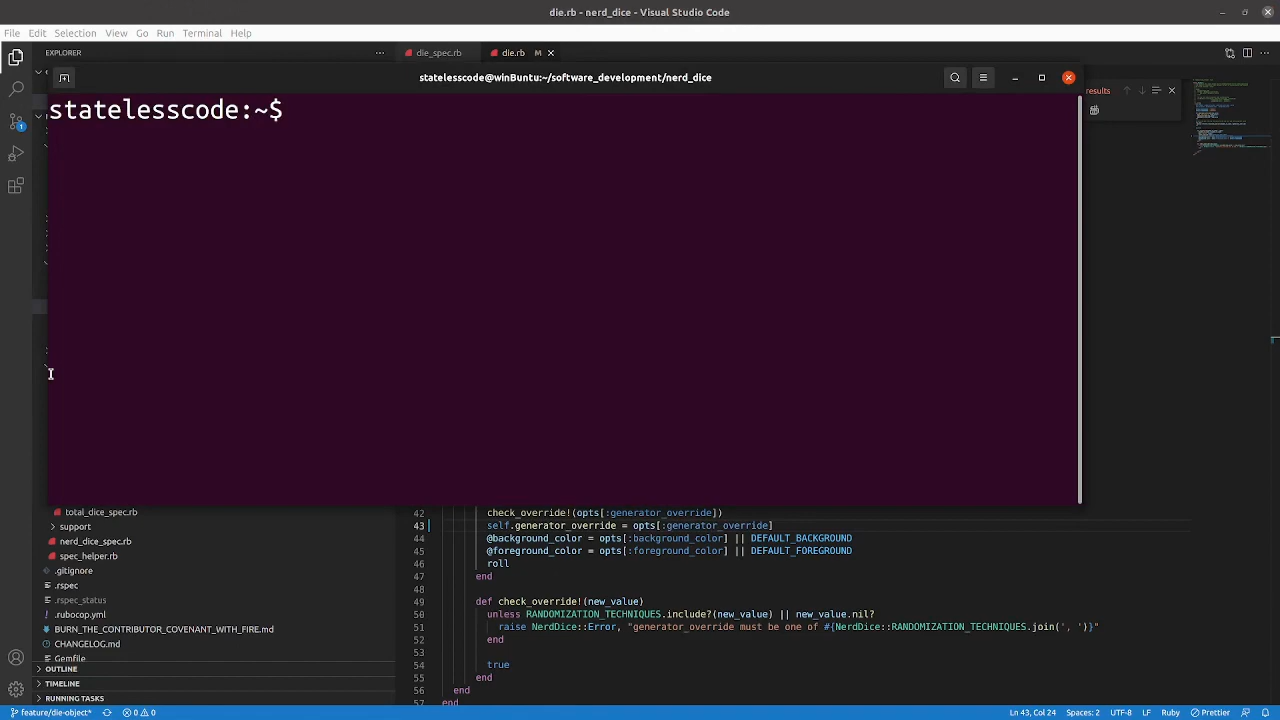 die.rb - nerd_dice - Visual Studio Code
File Edit Selection View Go Run Terminal Help
EXPLORER
die_spec.rb
die.rb M
statelesscode@winBuntu:~/software_development/nerd_dice
results
statelesscode:~$
1
total_dice_spec.rb
support
nerd_dice_spec.rb
spec_helper.rb
.gitignore
.rspec
.rspec_status
.rubocop.yml
BURN_THE_CONTRIBUTOR_COVENANT_WITH_FIRE.md
CHANGELOG.md
Gemfile
OUTLINE
TIMELINE
RUNNING TASKS
42 check_override!(opts[:generator_override])
43 self.generator_override = opts[:generator_override]
44 @background_color = opts[:background_color] || DEFAULT_BACKGROUND
45 @foreground_color = opts[:foreground_color] || DEFAULT_FOREGROUND
46 roll
47 end
48
49 def check_override!(new_value)
50 unless RANDOMIZATION_TECHNIQUES.include?(new_value) || new_value.nil?
51 raise NerdDice::Error, "generator_override must be one of #{NerdDice::RANDOMIZATION_TECHNIQUES.join(', ')}"
52 end
53
54 true
55 end
56 end
57 end
feature/die-object* 0 0
Ln 43, Col 24 Spaces: 2 UTF-8 LF Ruby Prettier